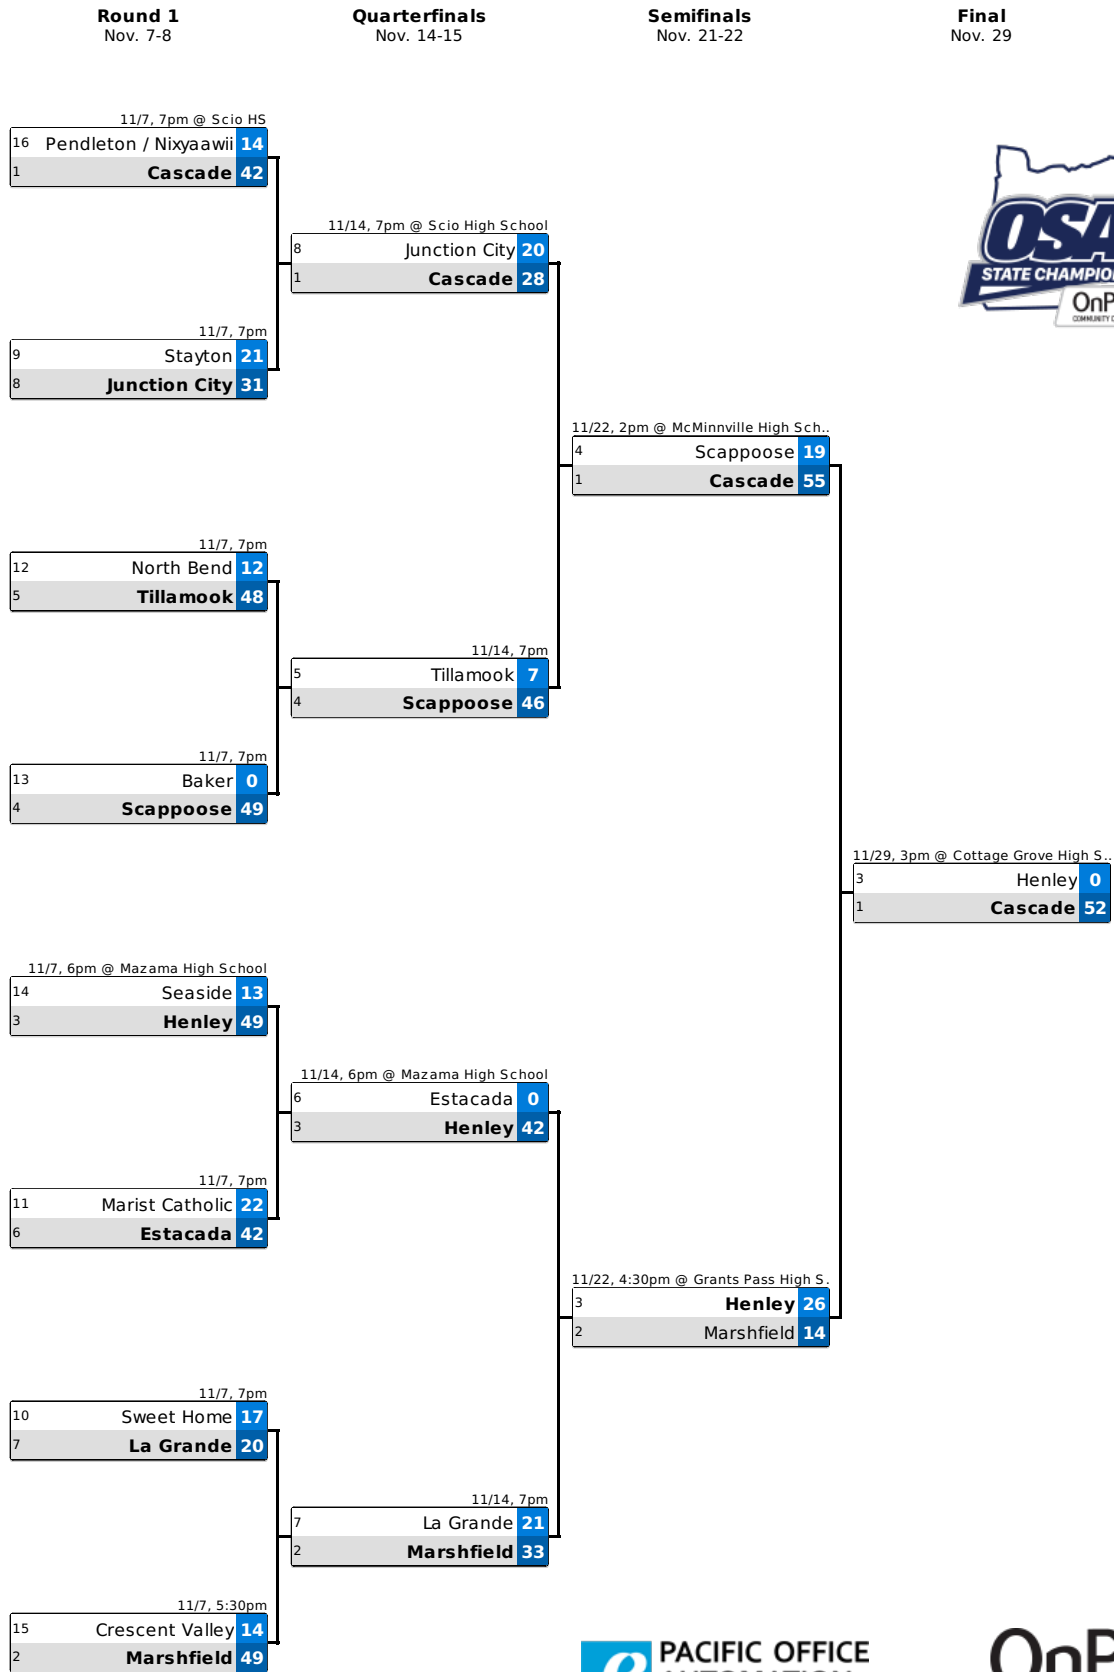 Round 1
Nov. 7-8
Quarterfinals
Nov. 14-15
Semifinals
Nov. 21-22
Final
Nov. 29
11/7, 7pm @ Scio HS
16 Pendleton / Nixyaawii 14
1 Cascade 42
11/14, 7pm @ Scio High School
8 Junction City 20
1 Cascade 28
11/7, 7pm
9 Stayton 21
8 Junction City 31
11/22, 2pm @ McMinnville High Sch..
4 Scappoose 19
1 Cascade 55
11/7, 7pm
12 North Bend 12
5 Tillamook 48
11/14, 7pm
5 Tillamook 7
4 Scappoose 46
11/7, 7pm
13 Baker 0
4 Scappoose 49
11/29, 3pm @ Cottage Grove High S..
3 Henley 0
1 Cascade 52
11/7, 6pm @ Mazama High School
14 Seaside 13
3 Henley 49
11/14, 6pm @ Mazama High School
6 Estacada 0
3 Henley 42
11/7, 7pm
11 Marist Catholic 22
6 Estacada 42
11/22, 4:30pm @ Grants Pass High S.
3 Henley 26
2 Marshfield 14
11/7, 7pm
10 Sweet Home 17
7 La Grande 20
11/14, 7pm
7 La Grande 21
2 Marshfield 33
11/7, 5:30pm
15 Crescent Valley 14
2 Marshfield 49
OSA
STATE CHAMPIO
OnP
PACIFIC OFFICE
AUTOMATION
OnP